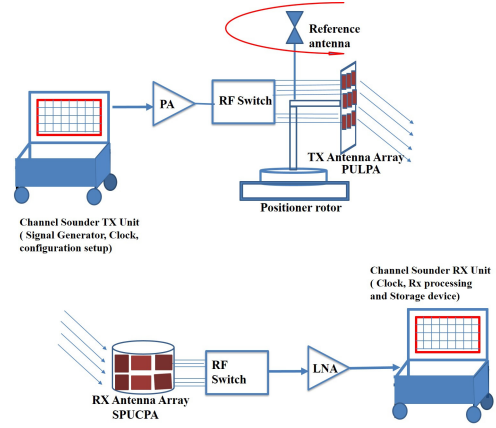 Reference
antenna
PA
RF Switch
TX Antenna Array
PULPA
Positioner rotor
Channel Sounder TX Unit
( Signal Generator, Clock,
configuration setup)
Channel Sounder RX Unit
( Clock, Rx processing
and Storage device)
RF
Switch
LNA
RX Antenna Array
SPUCPA